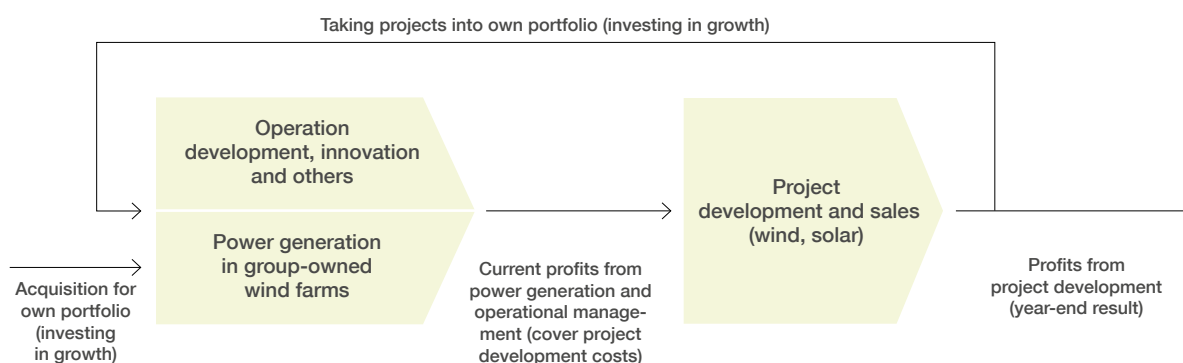 Taking projects into own portfolio (investing in growth)
Operation
development, innovation
and others
Power generation
in group-owned
wind farms
Acquisition for
own portfolio
(investing
in growth)
Current profits from
power generation and
operational manage-
ment (cover project
development costs)
Project
development and sales
(wind, solar)
Profits from
project development
(year-end result)